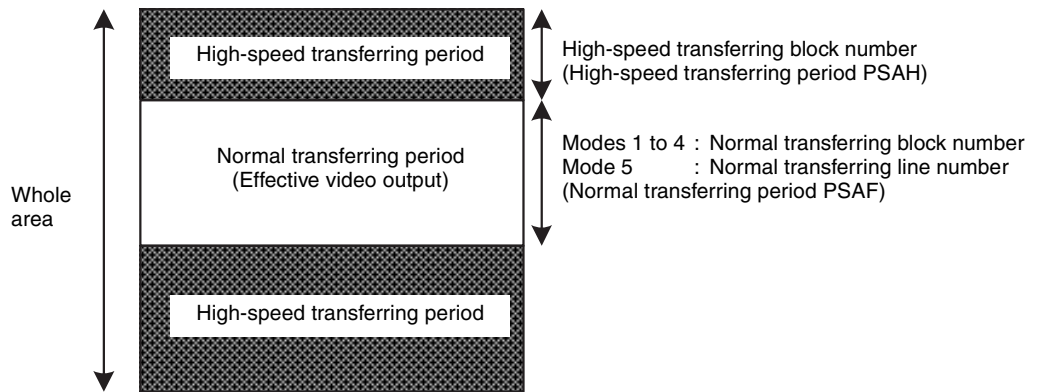 High-speed transferring period
High-speed transferring block number
(High-speed transferring period PSAH)
Whole
area
Normal transferring period
(Effective video output)
Modes 1 to 4 : Normal transferring block number
Mode 5 : Normal transferring line number
(Normal transferring period PSAF)
High-speed transferring period